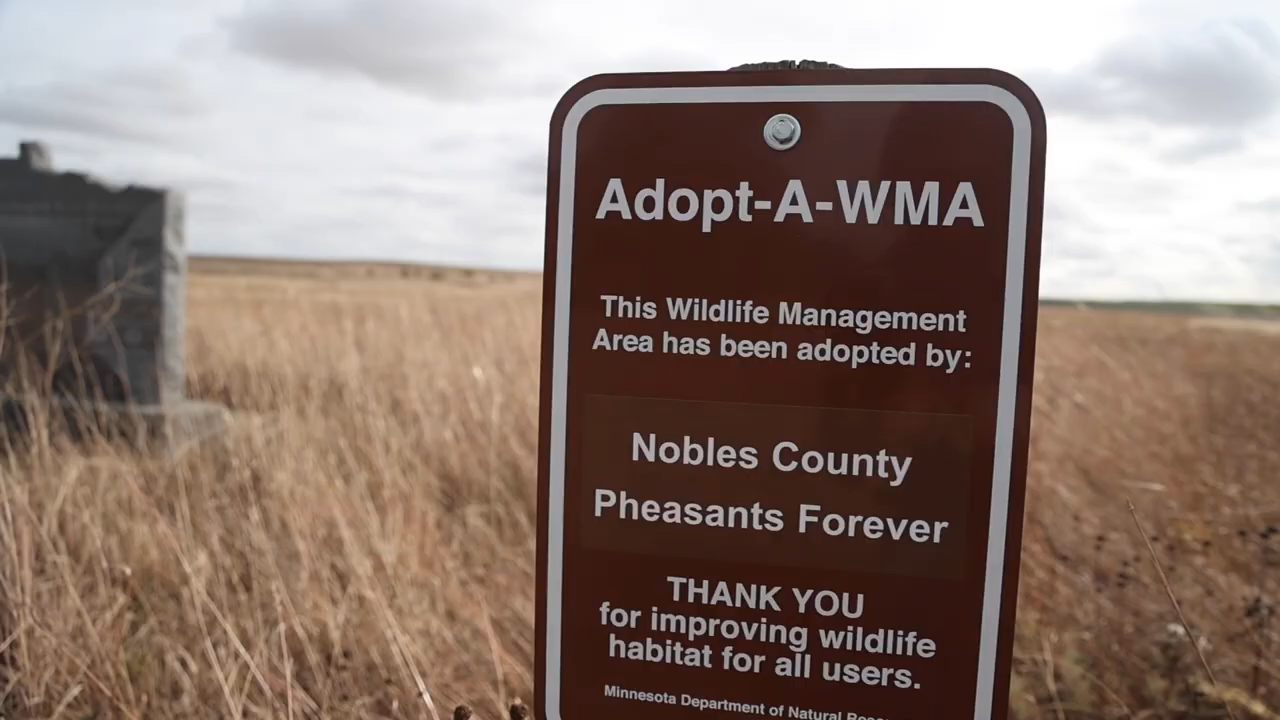 Adopt-A-WMA
This Wildlife Management
Area has been adopted by:
Nobles County
Pheasants Forever
THANK YOU
for improving wildlife
habitat for all users.
Minnesota Department of Natural